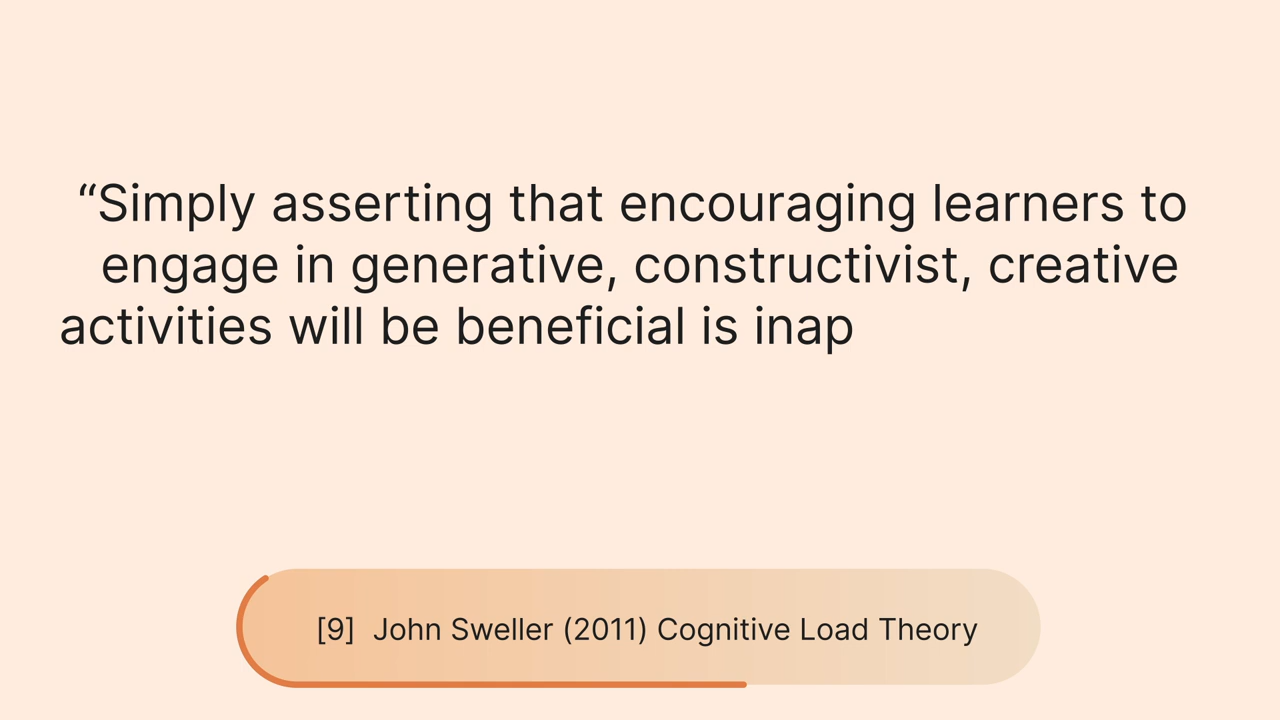 “Simply asserting that encouraging learners to
engage in generative, constructivist, creative
activities will be beneficial is inap
[9] John Sweller (2011) Cognitive Load Theory